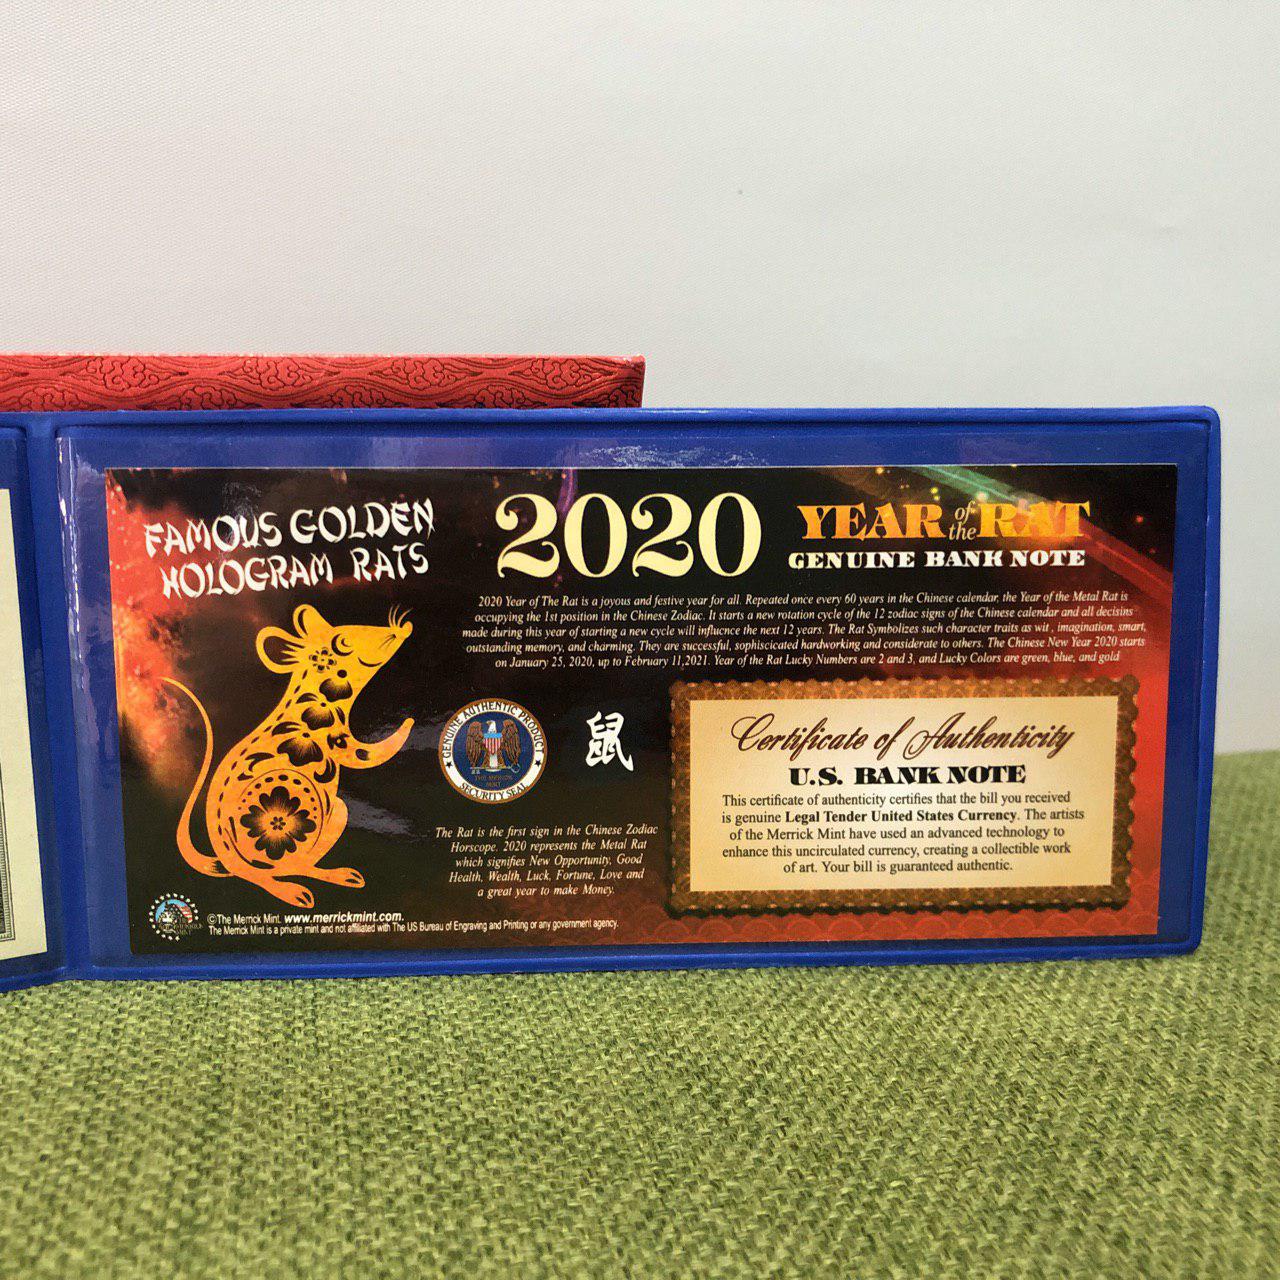 FAMOUS GOLDEN
HOLOGRAM RATS
2020
YEAR of the RAT
GENUINE BANK NOTE
2020 Year of The Rat is a joyous and festive year for all. Repeated once every 60 years in the Chinese calendar, the Year of the Metal Rat is
occupying the 1st position in the Chinese Zodiac. It starts a new rotation cycle of the 12 zodiac signs of the Chinese calendar and all decisins
made during this year of starting a new cycle will influence the next 12 years. The Rat Symbolizes such character traits as wit, imagination, smart,
outstanding memory, and charming. They are successful, sophiscicated hardworking and considerate to others. The Chinese New Year 2020 starts
on January 25, 2020, up to February 11,2021. Year of the Rat Lucky Numbers are 2 and 3, and Lucky Colors are green, blue, and gold
GENUINE AUTHENTIC PRODUCT
THE MERRICK
MINT
SECURITY SEAL
鼠
The Rat is the first sign in the Chinese Zodiac
Horscope. 2020 represents the Metal Rat
which signifies New Opportunity, Good
Health, Wealth, Luck, Fortune, Love and
a great year to make Money.
Certificate of Authenticity
U.S. BANK NOTE
This certificate of authenticity certifies that the bill you received
is genuine Legal Tender United States Currency. The artists
of the Merrick Mint have used an advanced technology to
enhance this uncirculated currency, creating a collectible work
of art. Your bill is guaranteed authentic.
MERRICK
MINT
©The Merrick Mint. www.merrickmint.com.
The Merrick Mint is a private mint and not affiliated with The US Bureau of Engraving and Printing or any government agency.